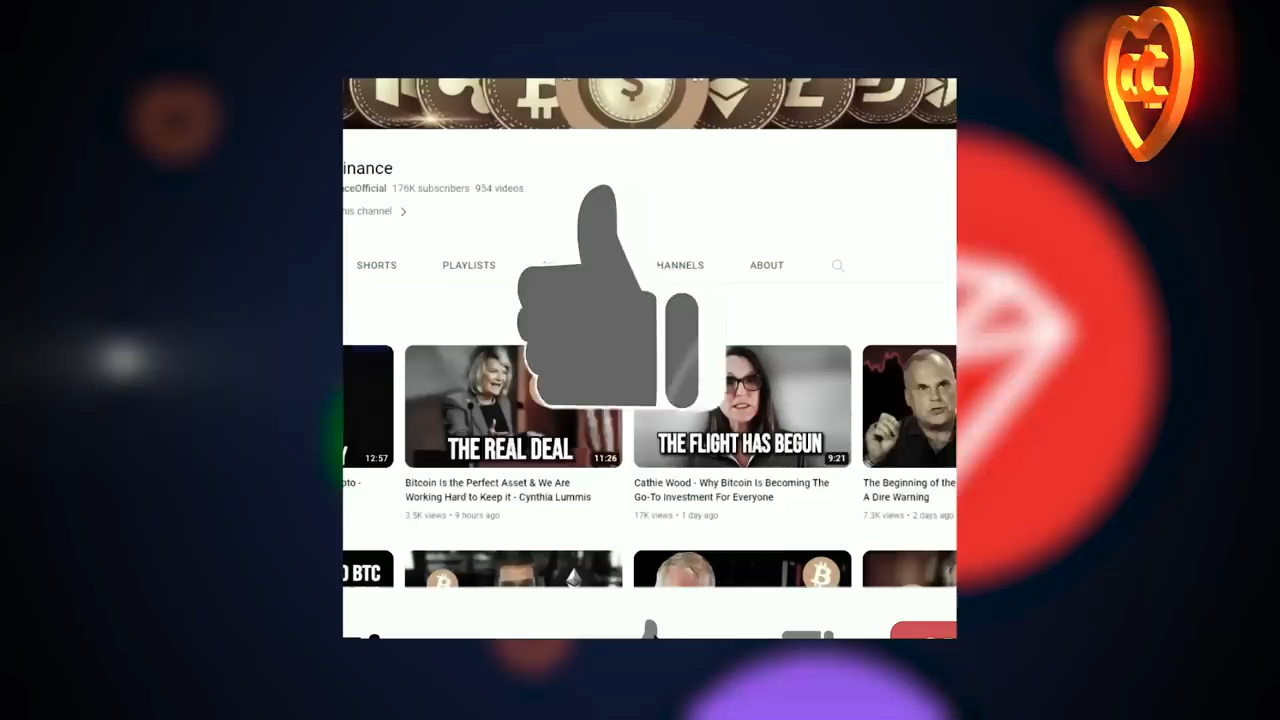 inance
ceOfficial 176K subscribers 954 videos
his channel
SHORTS PLAYLISTS HANNELS ABOUT
THE REAL DEAL
THE FLIGHT HAS BEGUN
Y 12:57
11:26
9:21
pto -
Bitcoin Is the Perfect Asset & We Are
Working Hard to Keep it - Cynthia Lummis
3.5K views • 9 hours ago
Cathie Wood - Why Bitcoin Is Becoming The
Go-To Investment For Everyone
17K views • 1 day ago
The Beginning of the
A Dire Warning
7.3K views • 2 days ago
O BTC